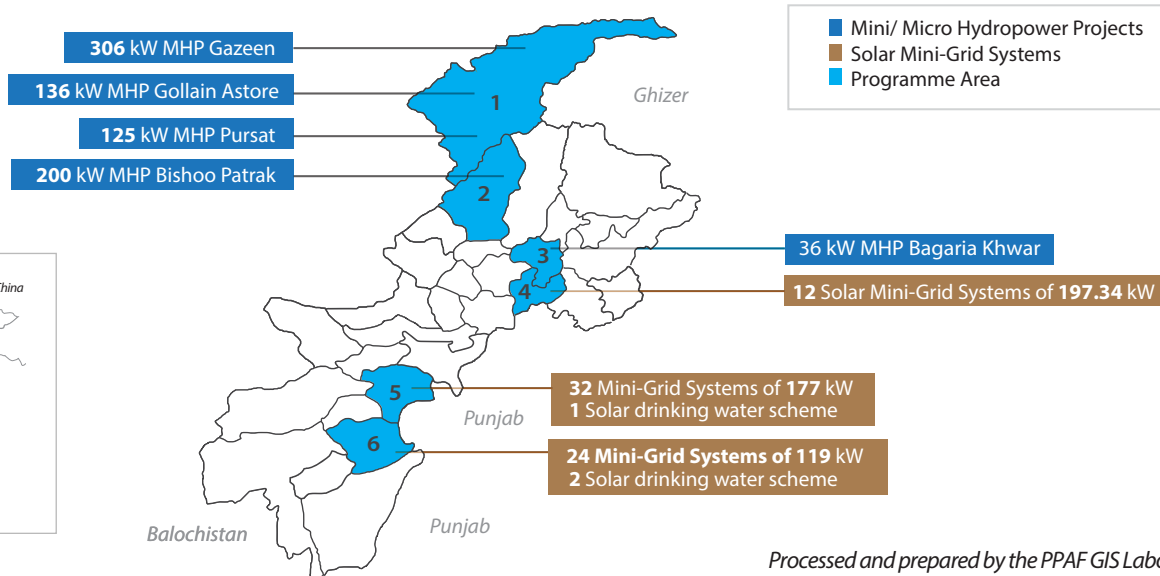 306 kW MHP Gazeen
136 kW MHP Gollain Astore
125 kW MHP Pursat
200 kW MHP Bishoo Patrak
Mini/ Micro Hydropower Projects
Solar Mini-Grid Systems
Programme Area
Ghizer
1
2
3
4
5
6
36 kW MHP Bagaria Khwar
12 Solar Mini-Grid Systems of 197.34 kW
China
32 Mini-Grid Systems of 177 kW
1 Solar drinking water scheme
Punjab
24 Mini-Grid Systems of 119 kW
2 Solar drinking water scheme
Balochistan
Punjab
Processed and prepared by the PPAF GIS Labo